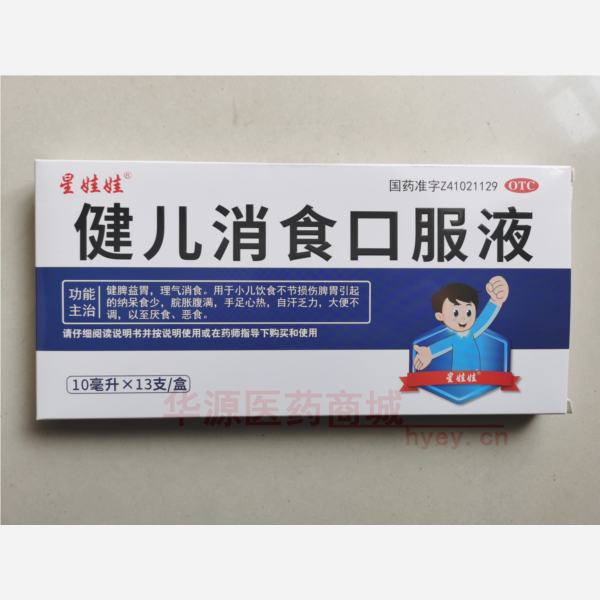 星娃娃®
国药准字Z41021129 OTC
健儿消食口服液
功能
主治
健脾益胃，理气消食。用于小儿饮食不节损伤脾胃引起
的纳呆食少，脘胀腹满，手足心热，自汗乏力，大便不
调，以至厌食、恶食。
请仔细阅读说明书并按说明使用或在药师指导下购买和使用
10毫升×13支/盒
星娃娃®
华源医药商城
hyey.cn